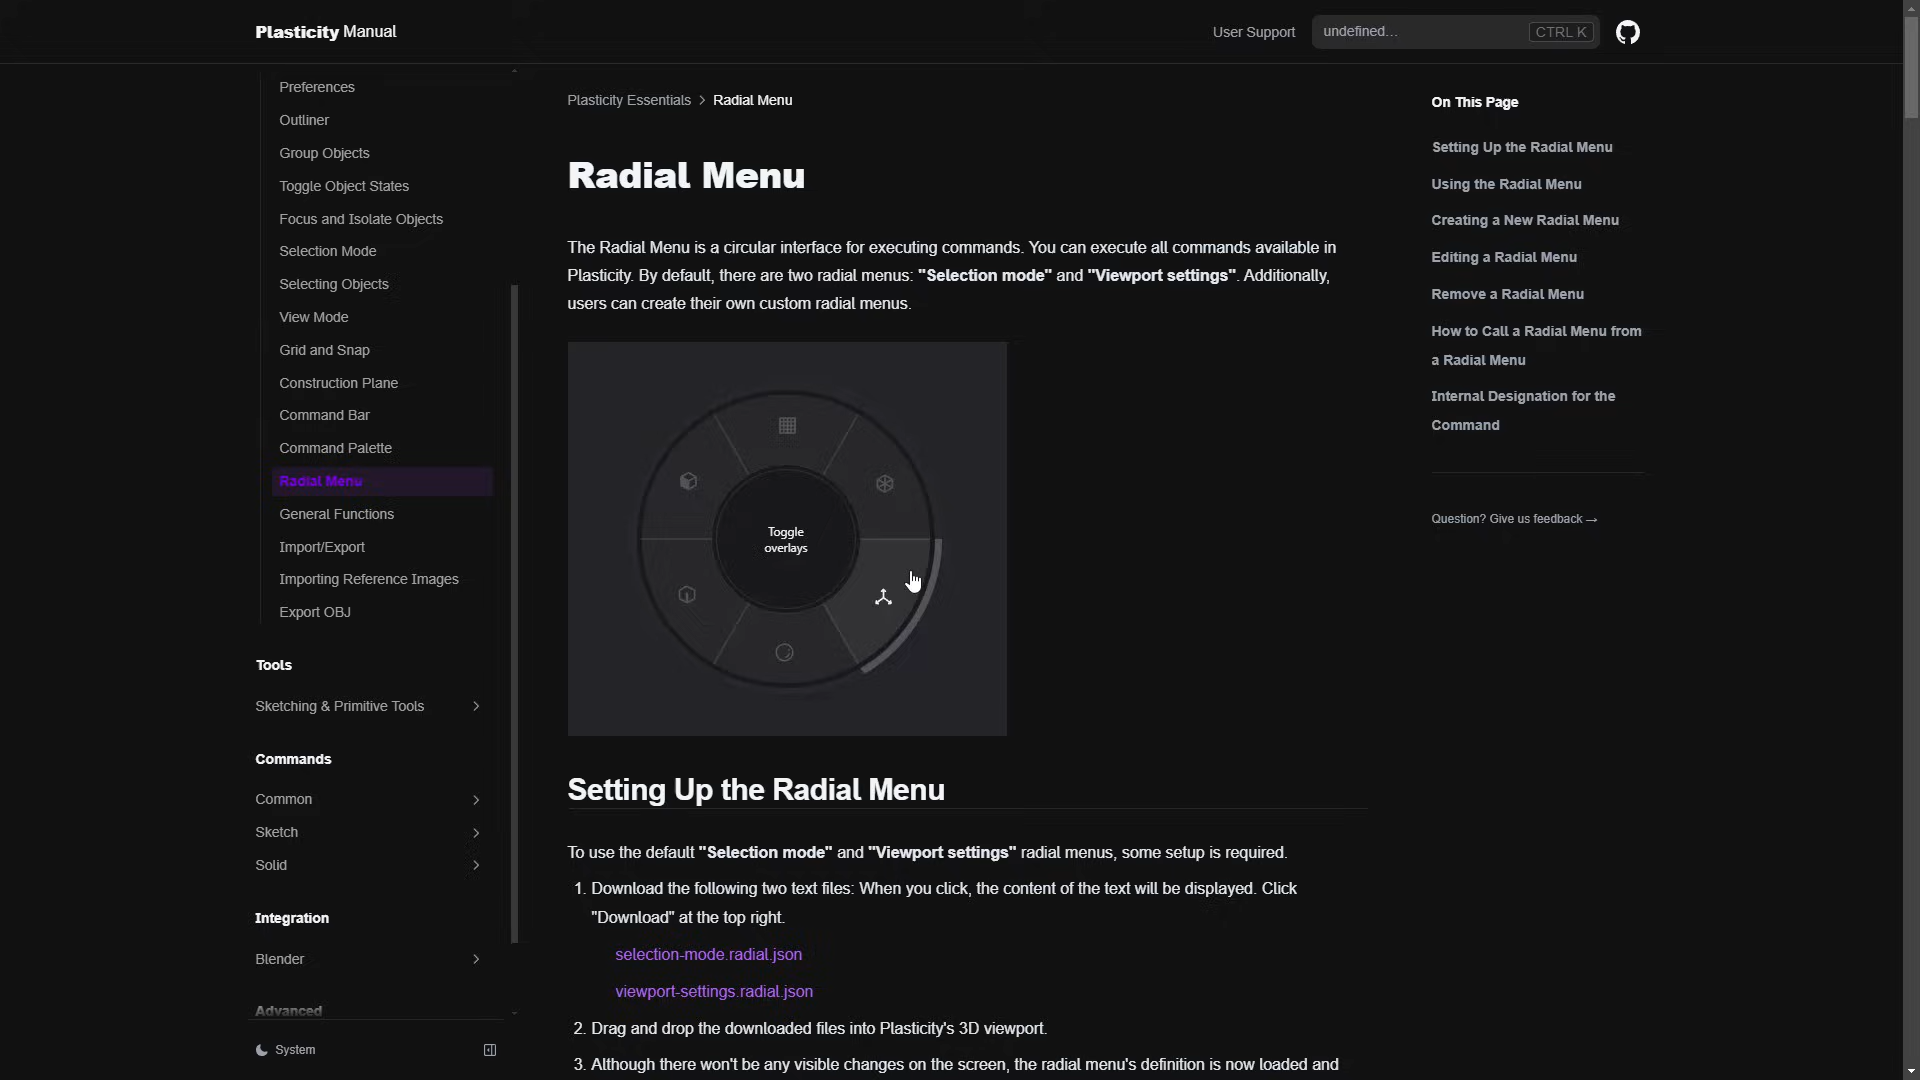 Plasticity Manual
User Support
undefined...
CTRL K
Preferences
Outliner
Group Objects
Toggle Object States
Focus and Isolate Objects
Selection Mode
Selecting Objects
View Mode
Grid and Snap
Construction Plane
Command Bar
Command Palette
Radial Menu
General Functions
Import/Export
Importing Reference Images
Export OBJ
Tools
Sketching & Primitive Tools
Commands
Common
Sketch
Solid
Integration
Blender
Advanced
System
Plasticity Essentials > Radial Menu
Radial Menu
The Radial Menu is a circular interface for executing commands. You can execute all commands available in
Plasticity. By default, there are two radial menus: "Selection mode" and "Viewport settings". Additionally,
users can create their own custom radial menus.
Toggle
overlays
Setting Up the Radial Menu
To use the default "Selection mode" and "Viewport settings" radial menus, some setup is required.
1. Download the following two text files: When you click, the content of the text will be displayed. Click
"Download" at the top right.
selection-mode.radial.json
viewport-settings.radial.json
2. Drag and drop the downloaded files into Plasticity's 3D viewport.
3. Although there won't be any visible changes on the screen, the radial menu's definition is now loaded and
On This Page
Setting Up the Radial Menu
Using the Radial Menu
Creating a New Radial Menu
Editing a Radial Menu
Remove a Radial Menu
How to Call a Radial Menu from
a Radial Menu
Internal Designation for the
Command
Question? Give us feedback →